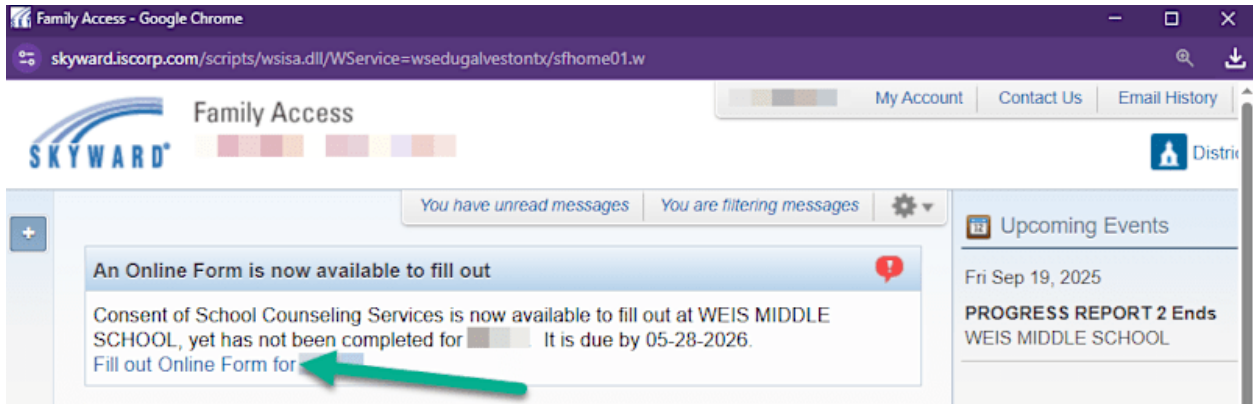 Family Access - Google Chrome
skyward.iscorp.com/scripts/wsisa.dll/WService=wsedugalvestontx/sfhome01.w
My Account
Contact Us
Email History
Family Access
SKYWARD®
Distri
You have unread messages
You are filtering messages
12
Upcoming Events
An Online Form is now available to fill out
Fri Sep 19, 2025
Consent of School Counseling Services is now available to fill out at WEIS MIDDLE
SCHOOL, yet has not been completed for . It is due by 05-28-2026.
Fill out Online Form for
PROGRESS REPORT 2 Ends
WEIS MIDDLE SCHOOL